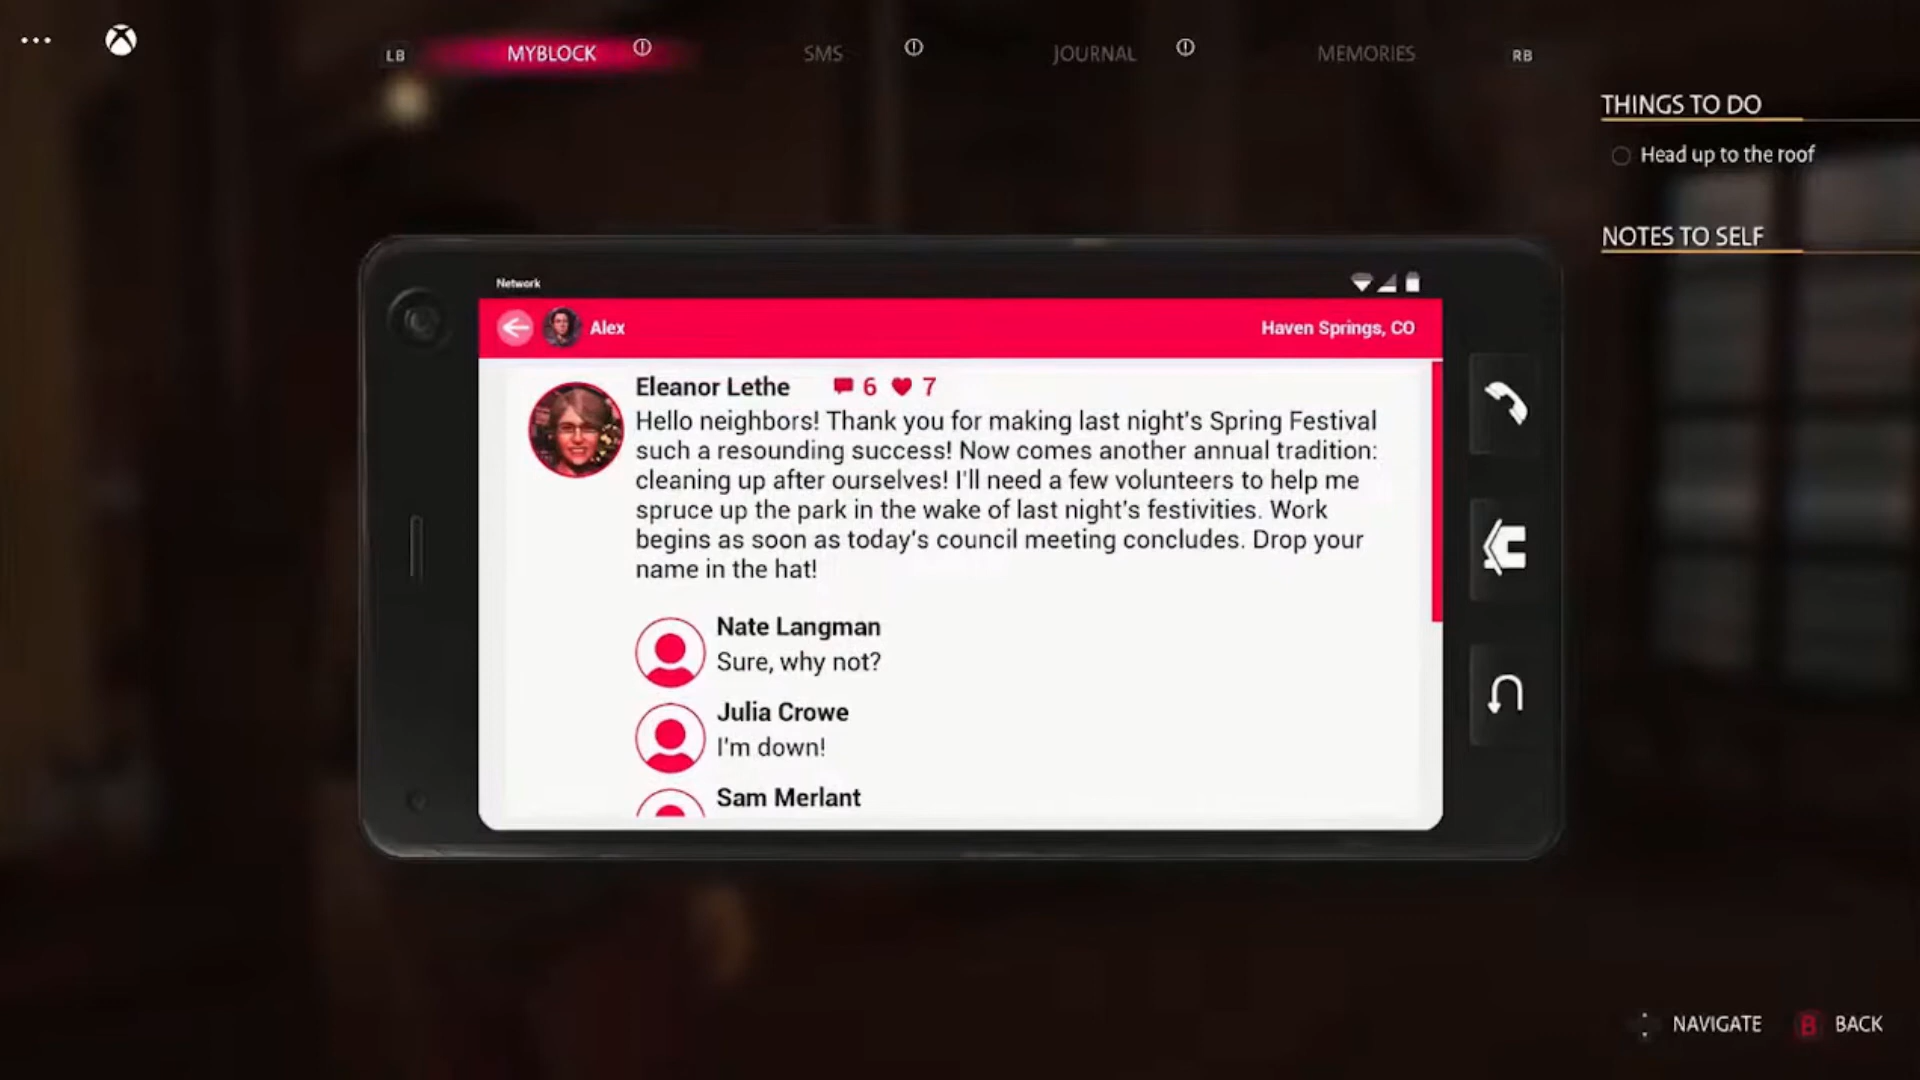 LB MYBLOCK SMS JOURNAL MEMORIES RB
THINGS TO DO
Head up to the roof
NOTES TO SELF
Network
Alex
Haven Springs, CO
Eleanor Lethe 6 7
Hello neighbors! Thank you for making last night's Spring Festival
such a resounding success! Now comes another annual tradition:
cleaning up after ourselves! I'll need a few volunteers to help me
spruce up the park in the wake of last night's festivities. Work
begins as soon as today's council meeting concludes. Drop your
name in the hat!
Nate Langman
Sure, why not?
Julia Crowe
I'm down!
Sam Merlant
NAVIGATE B BACK